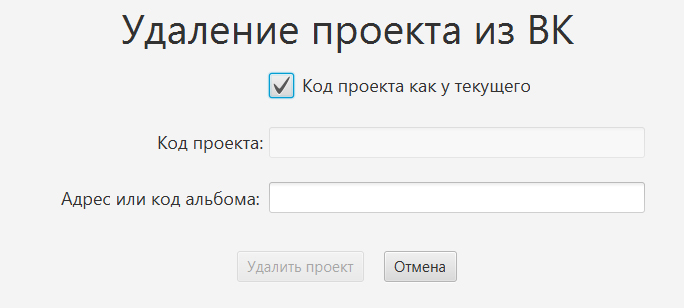 Удаление проекта из ВК
Код проекта как у текущего
Код проекта:
Адрес или код альбома:
Удалить проект Отмена